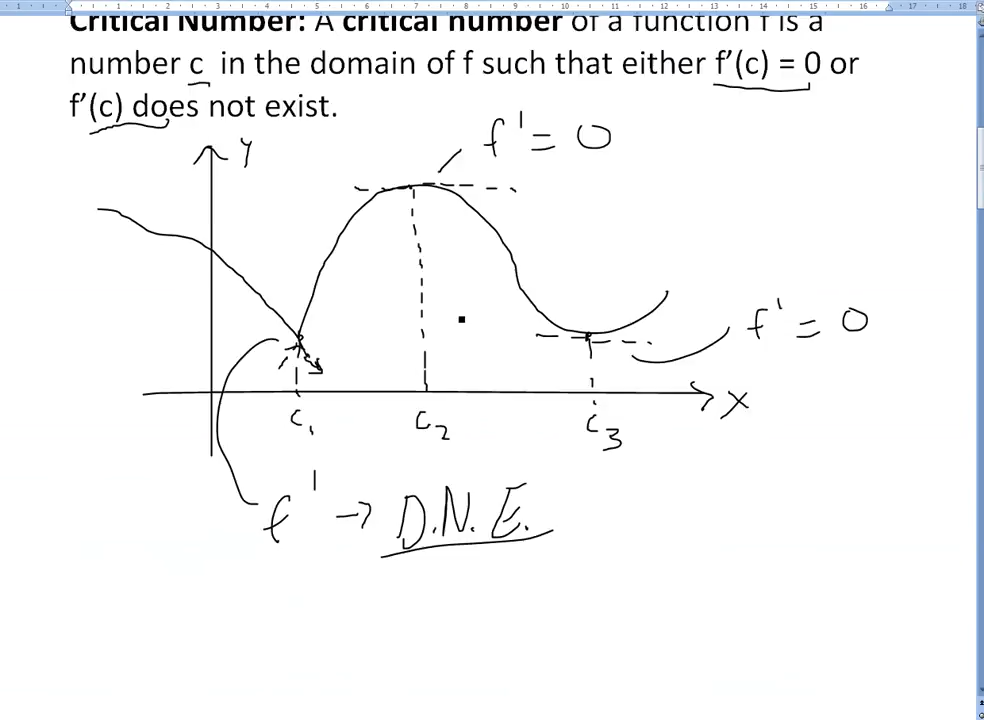 Critical Number: A critical number of a function f is a
number c in the domain of f such that either f'(c) = 0 or
f'(c) does not exist.
f' = 0
y
f' = 0
x
c₁ c₂ c₃
f' → D.N.E.